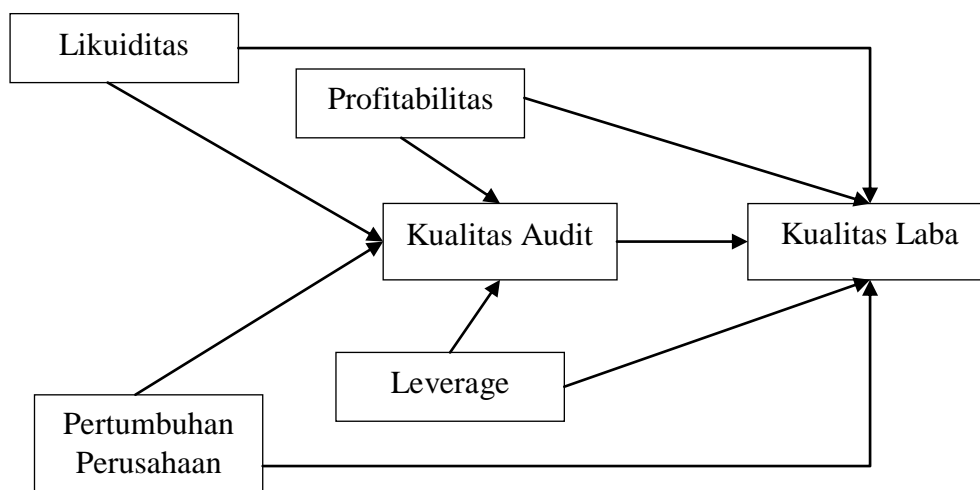 Likuiditas
Profitabilitas
Kualitas Audit
Kualitas Laba
Leverage
Pertumbuhan
Perusahaan